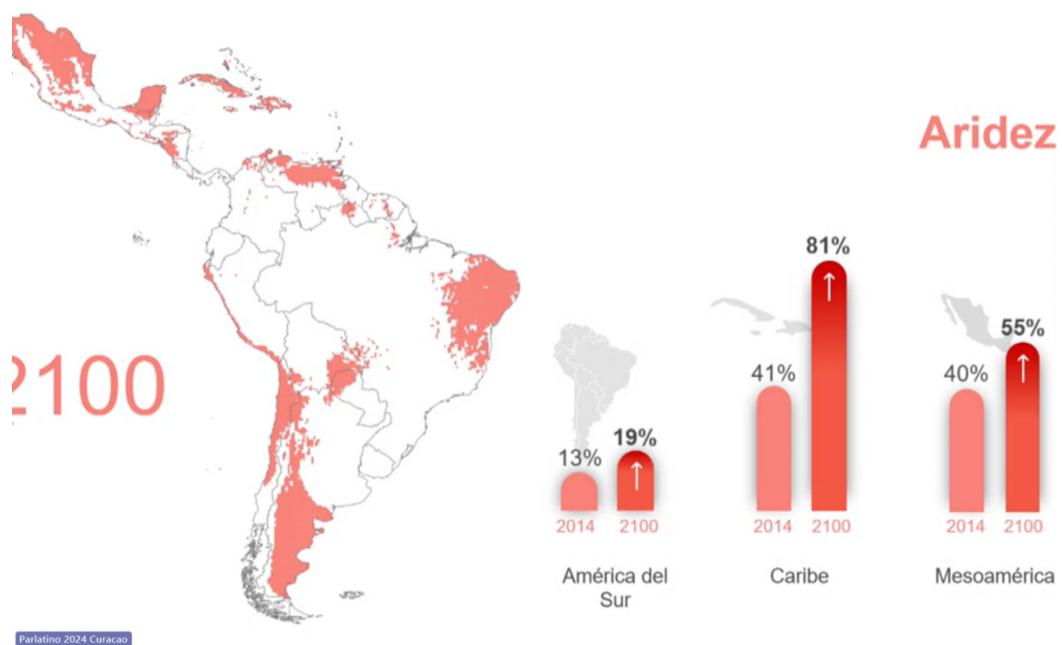 Aridez
2100
81%
55%
41%
40%
19%
13%
2014
2100
2014
2100
2014
2100
América del
Sur
Caribe
Mesoamérica
Parlatino 2024 Curacao